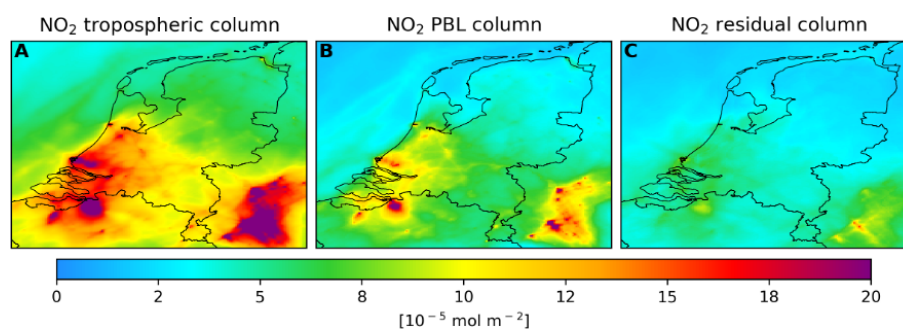 NO₂ tropospheric column NO₂ PBL column NO₂ residual column
A B C
0 2 5 8 10 12 15 18 20
[10⁻⁵ mol m⁻²]